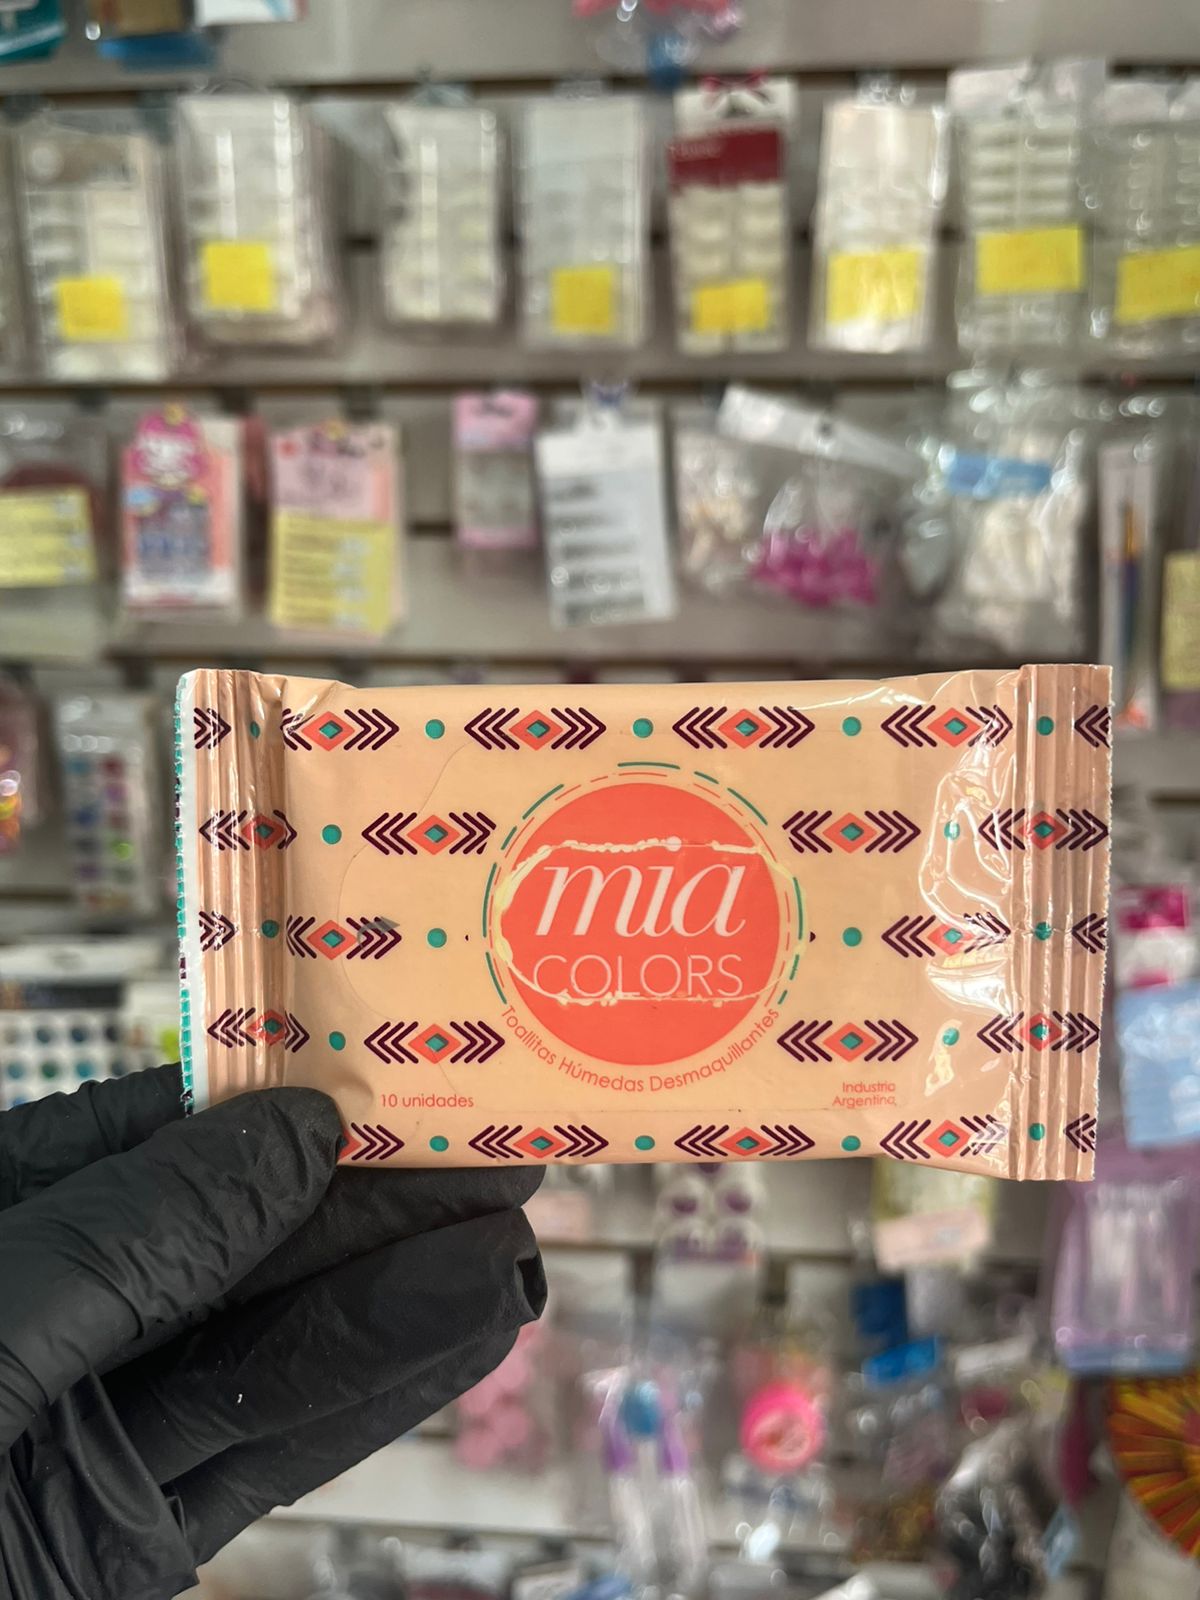 mia
COLORS
Toallitas Húmedas Desmaquillantes
10 unidades
Industria
Argentina